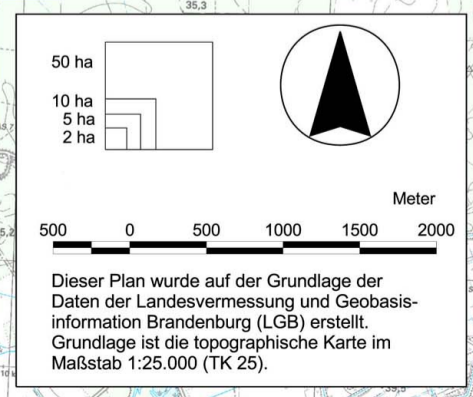 35,3
50 ha
10 ha
5 ha
2 ha
Meter
500 0 500 1000 1500 2000
Dieser Plan wurde auf der Grundlage der
Daten der Landesvermessung und Geobasis-
information Brandenburg (LGB) erstellt.
Grundlage ist die topographische Karte im
Maßstab 1:25.000 (TK 25).